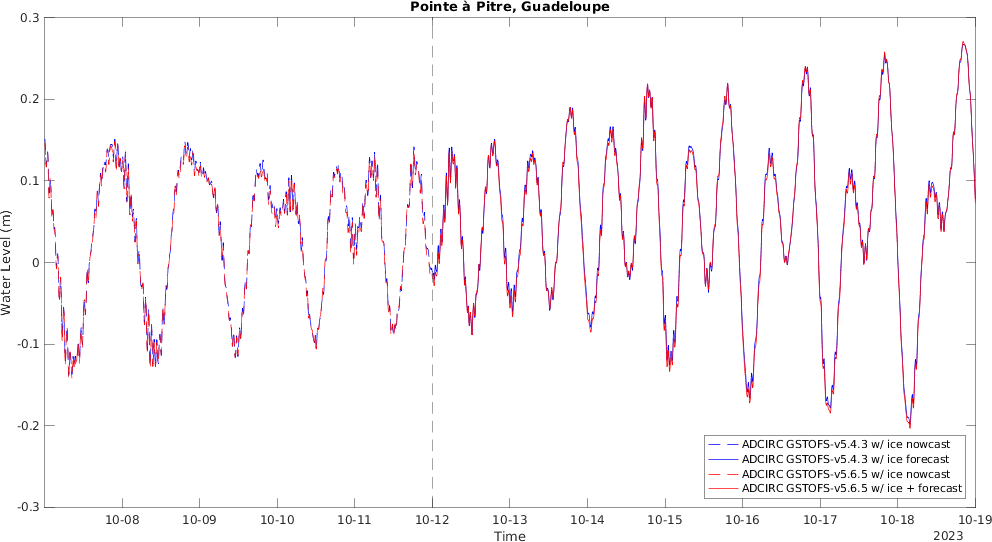 Pointe à Pitre, Guadeloupe
0.3
0.2
0.1
0
-0.1
-0.2
-0.3
Water Level (m)
ADCIRC GSTOFS-v5.4.3 w/ ice nowcast
ADCIRC GSTOFS-v5.4.3 w/ ice forecast
ADCIRC GSTOFS-v5.6.5 w/ ice nowcast
ADCIRC GSTOFS-v5.6.5 w/ ice + forecast
10-08 10-09 10-10 10-11 10-12 10-13 10-14 10-15 10-16 10-17 10-18 10-19
Time
2023